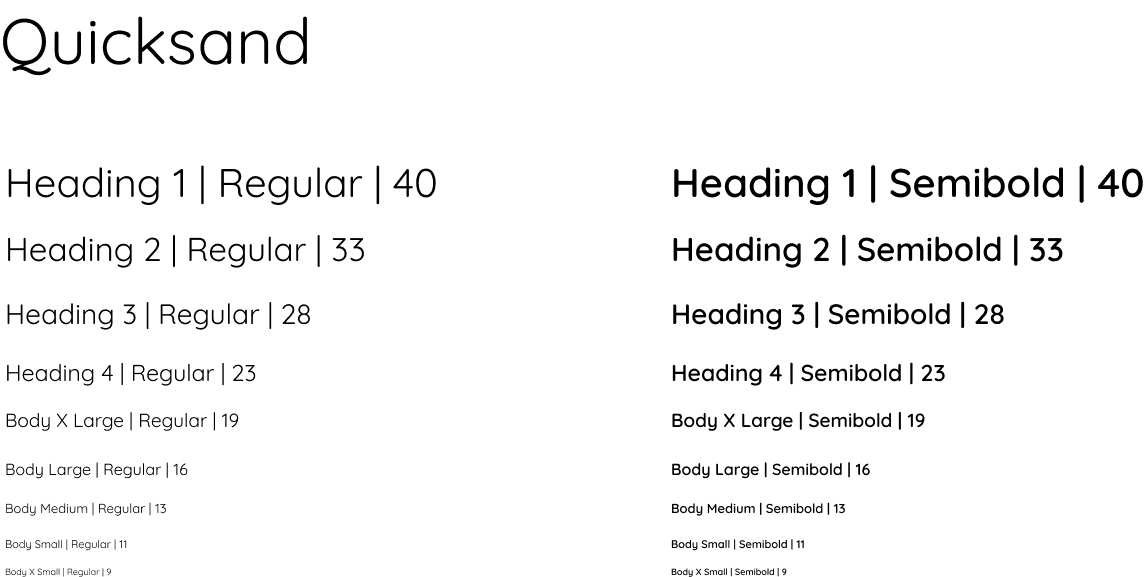 Quicksand
Heading 1 | Regular | 40
Heading 2 | Regular | 33
Heading 3 | Regular | 28
Heading 4 | Regular | 23
Body X Large | Regular | 19
Body Large | Regular | 16
Body Medium | Regular | 13
Body Small | Regular | 11
Body X Small | Regular | 9
Heading 1 | Semibold | 40
Heading 2 | Semibold | 33
Heading 3 | Semibold | 28
Heading 4 | Semibold | 23
Body X Large | Semibold | 19
Body Large | Semibold | 16
Body Medium | Semibold | 13
Body Small | Semibold | 11
Body X Small | Semibold | 9